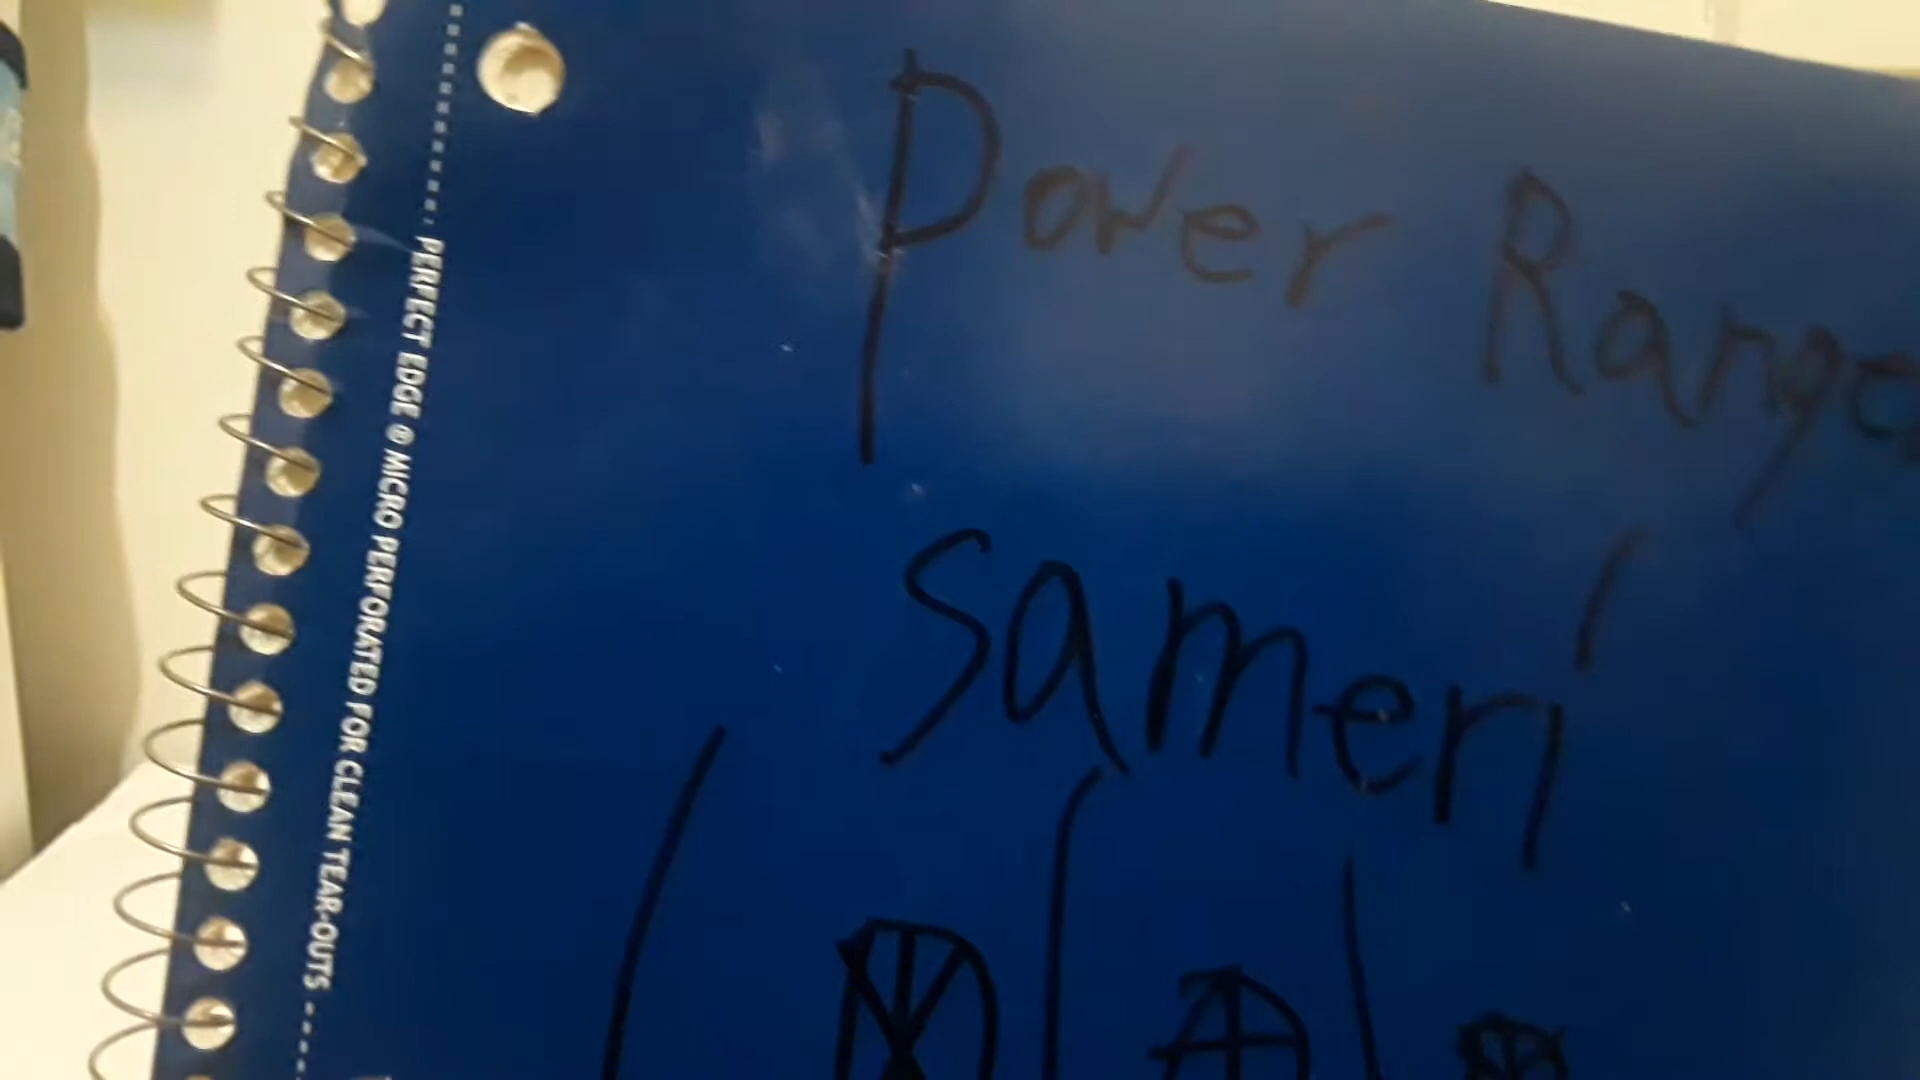 Power Range
sameri
PERFECT EDGE ® MICRO PERFORATED FOR CLEAN TEAR-OUTS